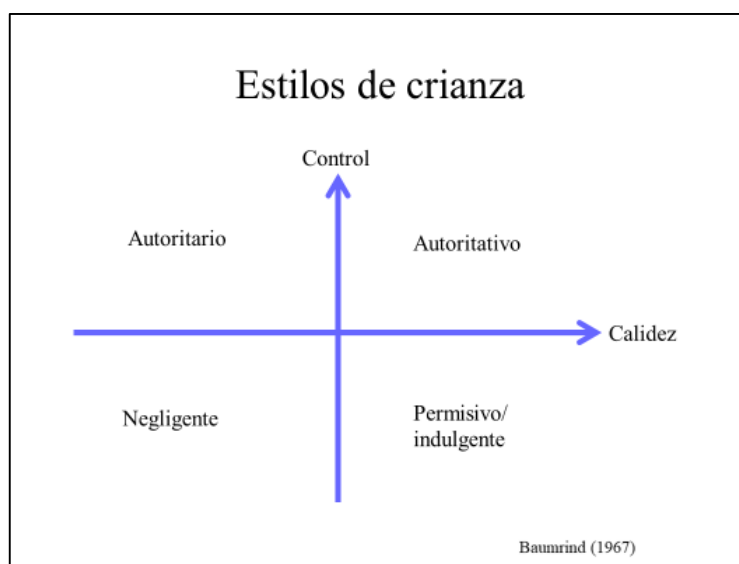 Estilos de crianza
Control
Autoritario
Autoritativo
Calidez
Negligente
Permisivo/
indulgente
Baumrind (1967)